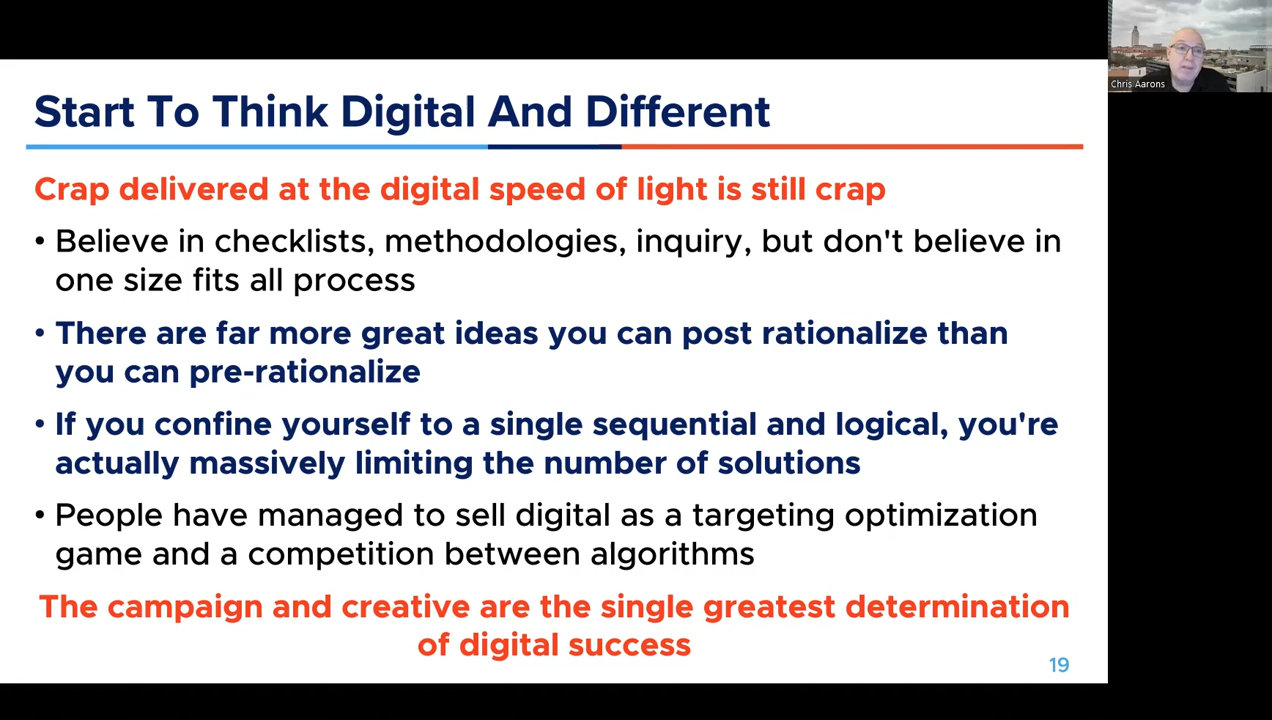 Chris Aarons
Start To Think Digital And Different
Crap delivered at the digital speed of light is still crap
• Believe in checklists, methodologies, inquiry, but don't believe in
one size fits all process
• There are far more great ideas you can post rationalize than
you can pre-rationalize
• If you confine yourself to a single sequential and logical, you're
actually massively limiting the number of solutions
• People have managed to sell digital as a targeting optimization
game and a competition between algorithms
The campaign and creative are the single greatest determination
of digital success
19